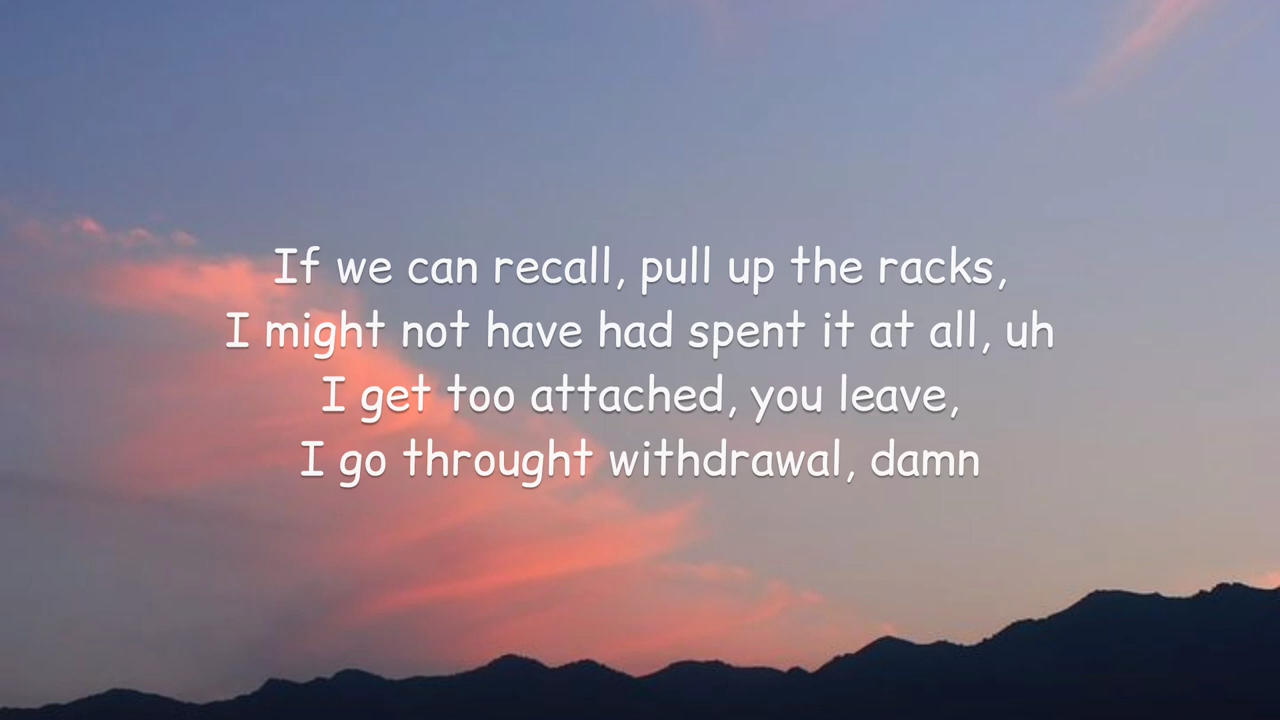 If we can recall, pull up the racks,
I might not have had spent it at all, uh
I get too attached, you leave,
I go throught withdrawal, damn